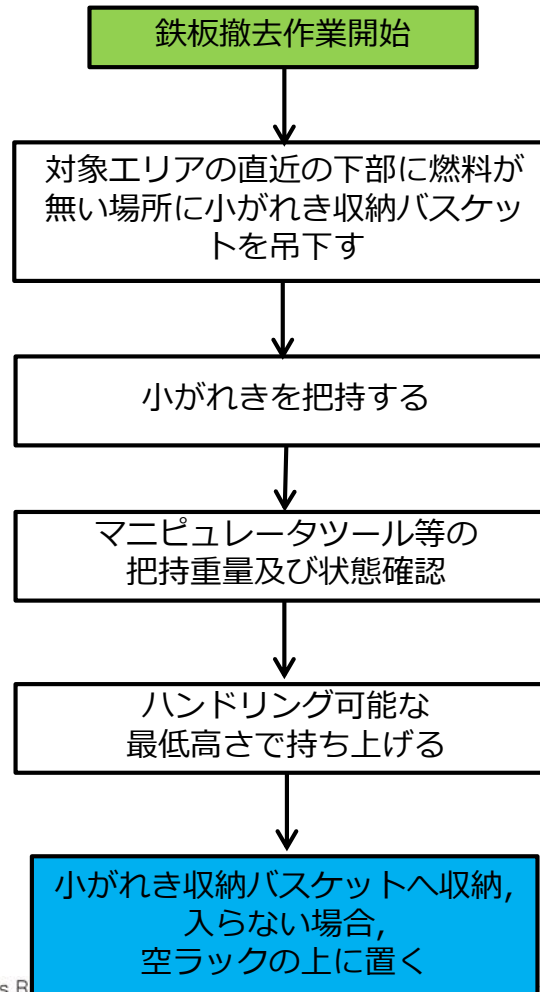 鉄板撤去作業開始
対象エリアの直近の下部に燃料が
無い場所に小がれき収納バスケッ
トを吊下す
小がれきを把持する
マニピュレータツール等の
把持重量及び状態確認
ハンドリング可能な
最低高さで持ち上げる
小がれき収納バスケットへ収納,
入らない場合,
空ラックの上に置く
s R